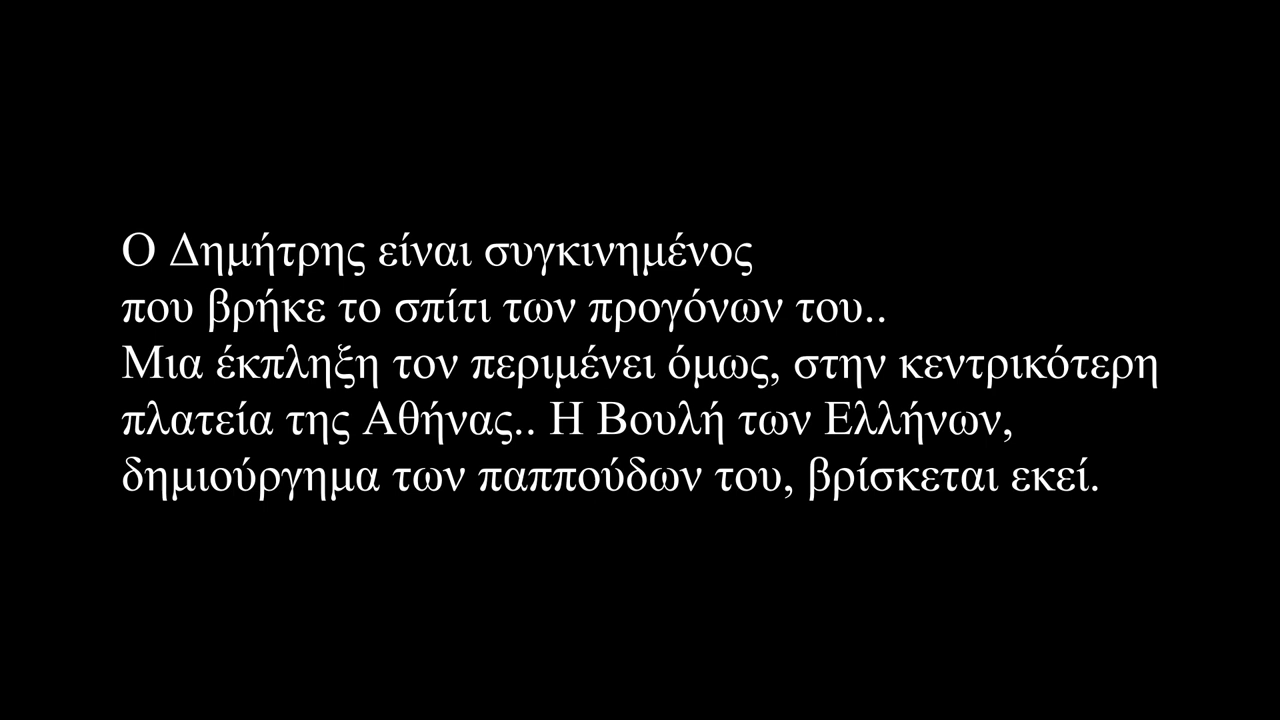 Ο Δημήτρης είναι συγκινημένος
που βρήκε το σπίτι των προγόνων του..
Μια έκπληξη τον περιμένει όμως, στην κεντρικότερη
πλατεία της Αθήνας.. Η Βουλή των Ελλήνων,
δημιούργημα των παππούδων του, βρίσκεται εκεί.